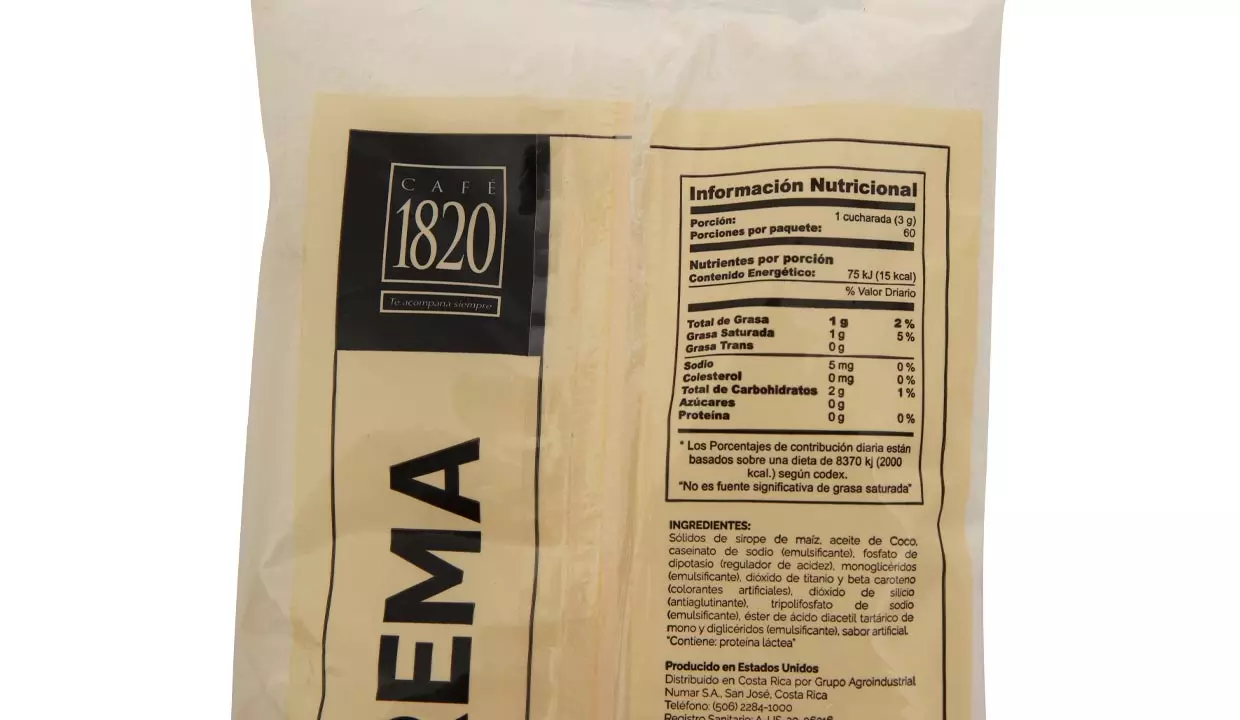 CAFÉ
1820
Te acompaña siempre
REMA
Información Nutricional
Porción: 1 cucharada (3 g)
Porciones por paquete: 60
Nutrientes por porción
Contenido Energético: 75 kJ (15 kcal)
% Valor Driario
Total de Grasa 1 g 2 %
Grasa Saturada 1 g 5 %
Grasa Trans 0 g
Sodio 5 mg 0 %
Colesterol 0 mg 0 %
Total de Carbohidratos 2 g 1 %
Azúcares 0 g
Proteína 0 g 0 %
* Los Porcentajes de contribución diaria están
basados sobre una dieta de 8370 kj (2000
kcal.) según codex.
"No es fuente significativa de grasa saturada"
INGREDIENTES:
Sólidos de sirope de maíz, aceite de Coco,
caseinato de sodio (emulsificante), fosfato de
dipotasio (regulador de acidez), monoglicéridos
(emulsificante), dióxido de titanio y beta caroteno
(colorantes artificiales), dióxido de silicio
(antiaglutinante), tripolifosfato de sodio
(emulsificante), éster de ácido diacetil tartárico de
mono y diglicéridos (emulsificante), sabor artificial.
"Contiene: proteína láctea"
Producido en Estados Unidos
Distribuido en Costa Rica por Grupo Agroindustrial
Numar S.A., San José, Costa Rica
Teléfono: (506) 2284-1000
Registro Sanitario: